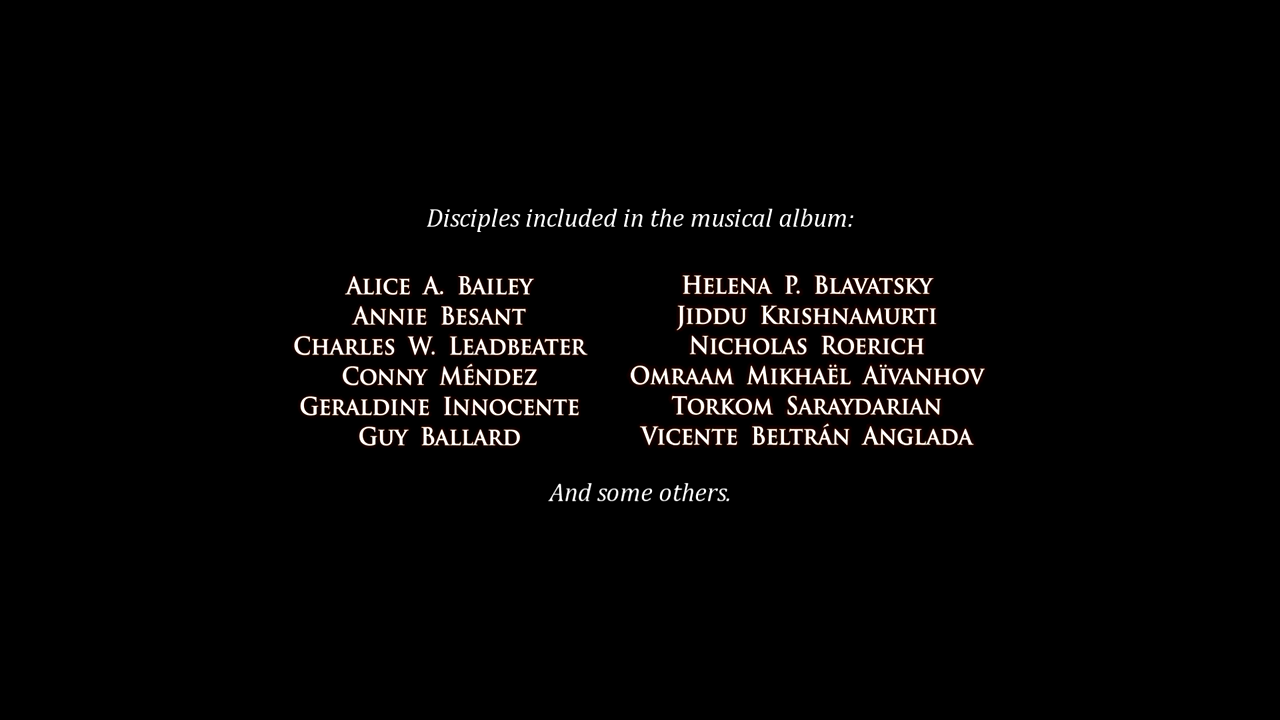 Disciples included in the musical album:
Alice A. Bailey
Annie Besant
Charles W. Leadbeater
Conny Méndez
Geraldine Innocente
Guy Ballard
Helena P. Blavatsky
Jiddu Krishnamurti
Nicholas Roerich
Omraam Mikhaël Aïvanhov
Torkom Saraydarian
Vicente Beltrán Anglada
And some others.